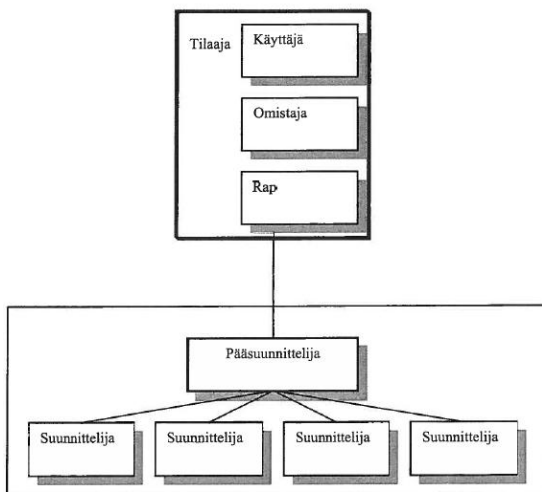 Tilaaja
Käyttäjä
Omistaja
Rap
Pääsuunnittelija
Suunnittelija
Suunnittelija
Suunnittelija
Suunnittelija